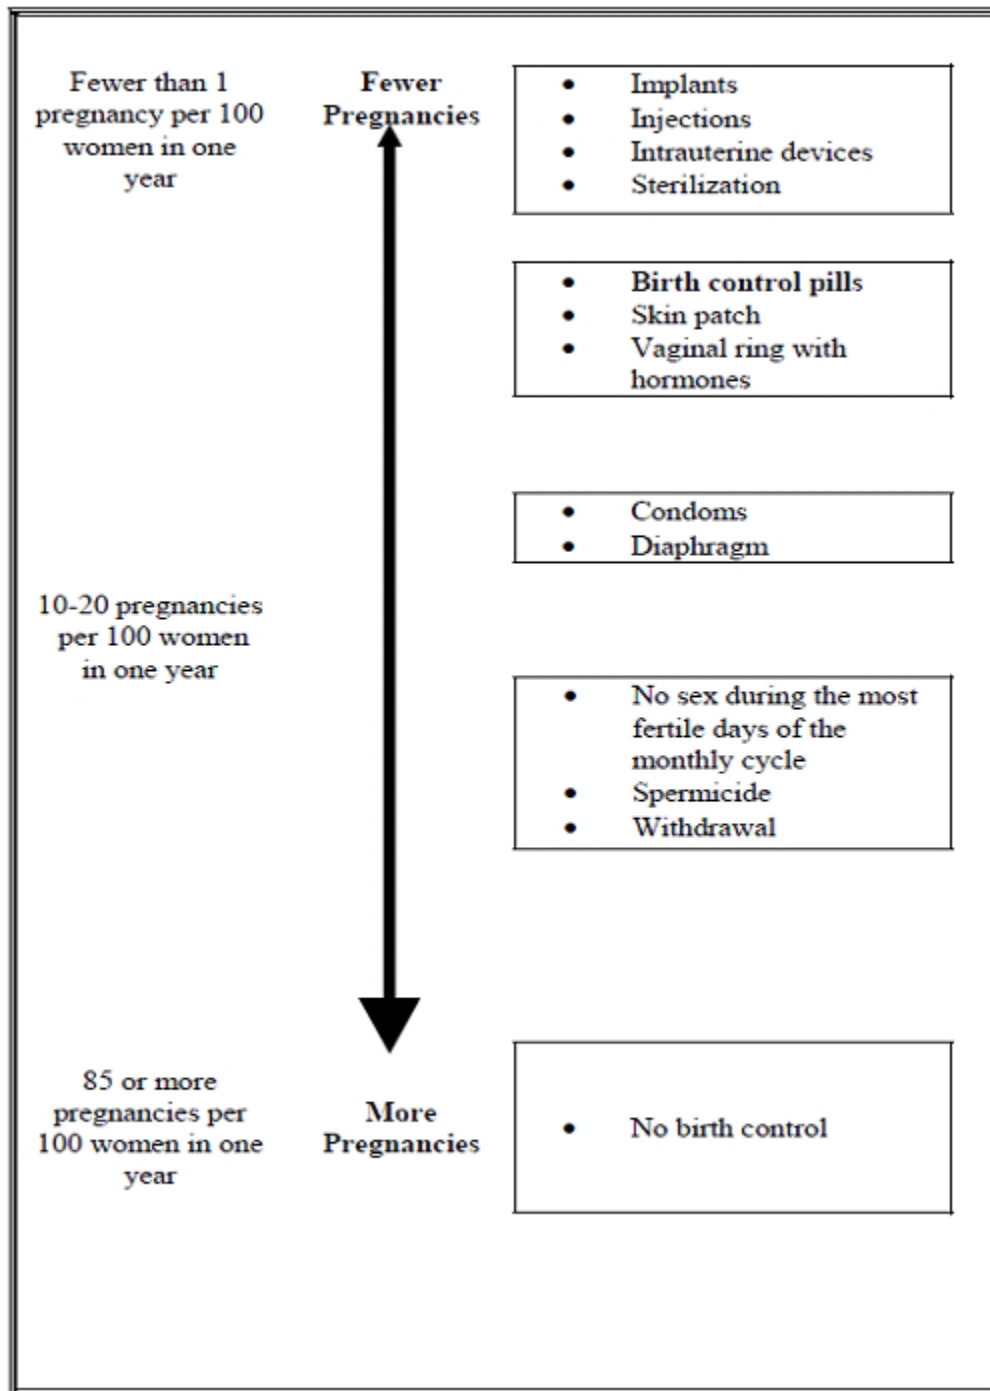 Fewer than 1
pregnancy per 100
women in one
year
Fewer
Pregnancies
• Implants
• Injections
• Intrauterine devices
• Sterilization
• Birth control pills
• Skin patch
• Vaginal ring with
hormones
• Condoms
• Diaphragm
10-20 pregnancies
per 100 women
in one year
• No sex during the most
fertile days of the
monthly cycle
• Spermicide
• Withdrawal
85 or more
pregnancies per
100 women in one
year
More
Pregnancies
• No birth control